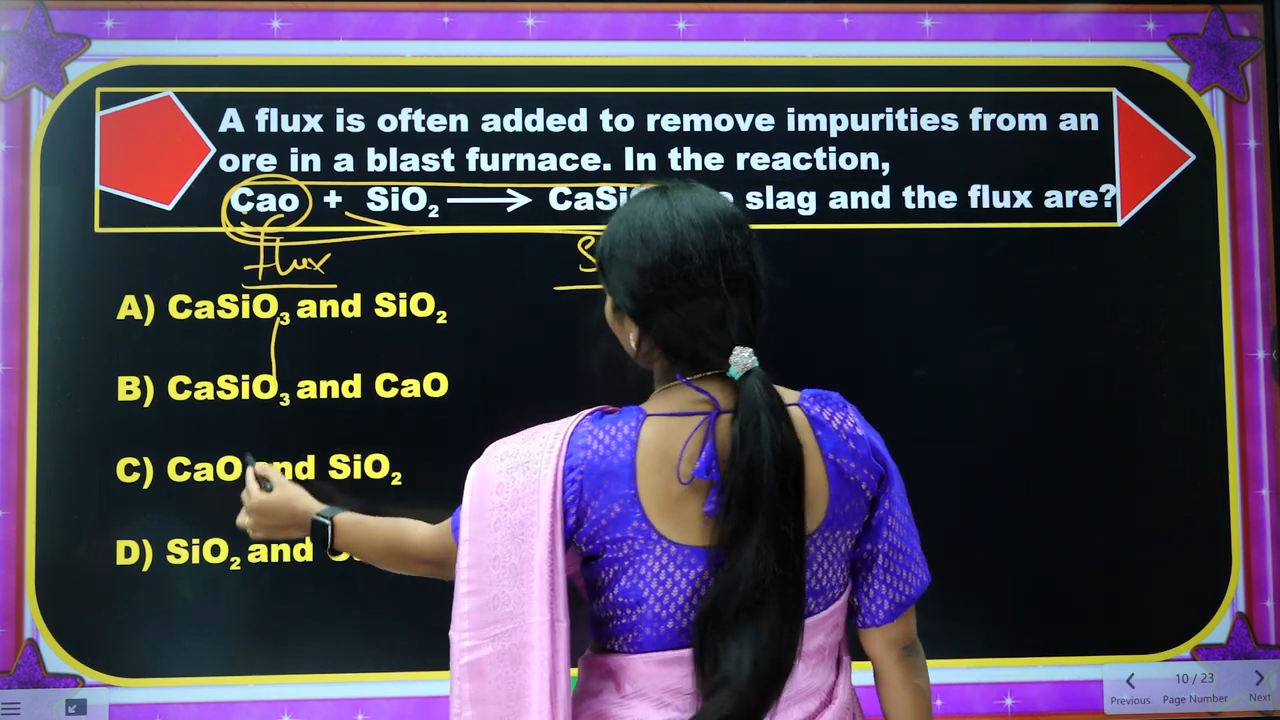 A flux is often added to remove impurities from an
ore in a blast furnace. In the reaction,
Cao + SiO₂ ⟶ CaSi slag and the flux are?
flux
S
A) CaSiO₃ and SiO₂
B) CaSiO₃ and CaO
C) CaO and SiO₂
D) SiO₂ and
10 / 23
Previous Page Number Next